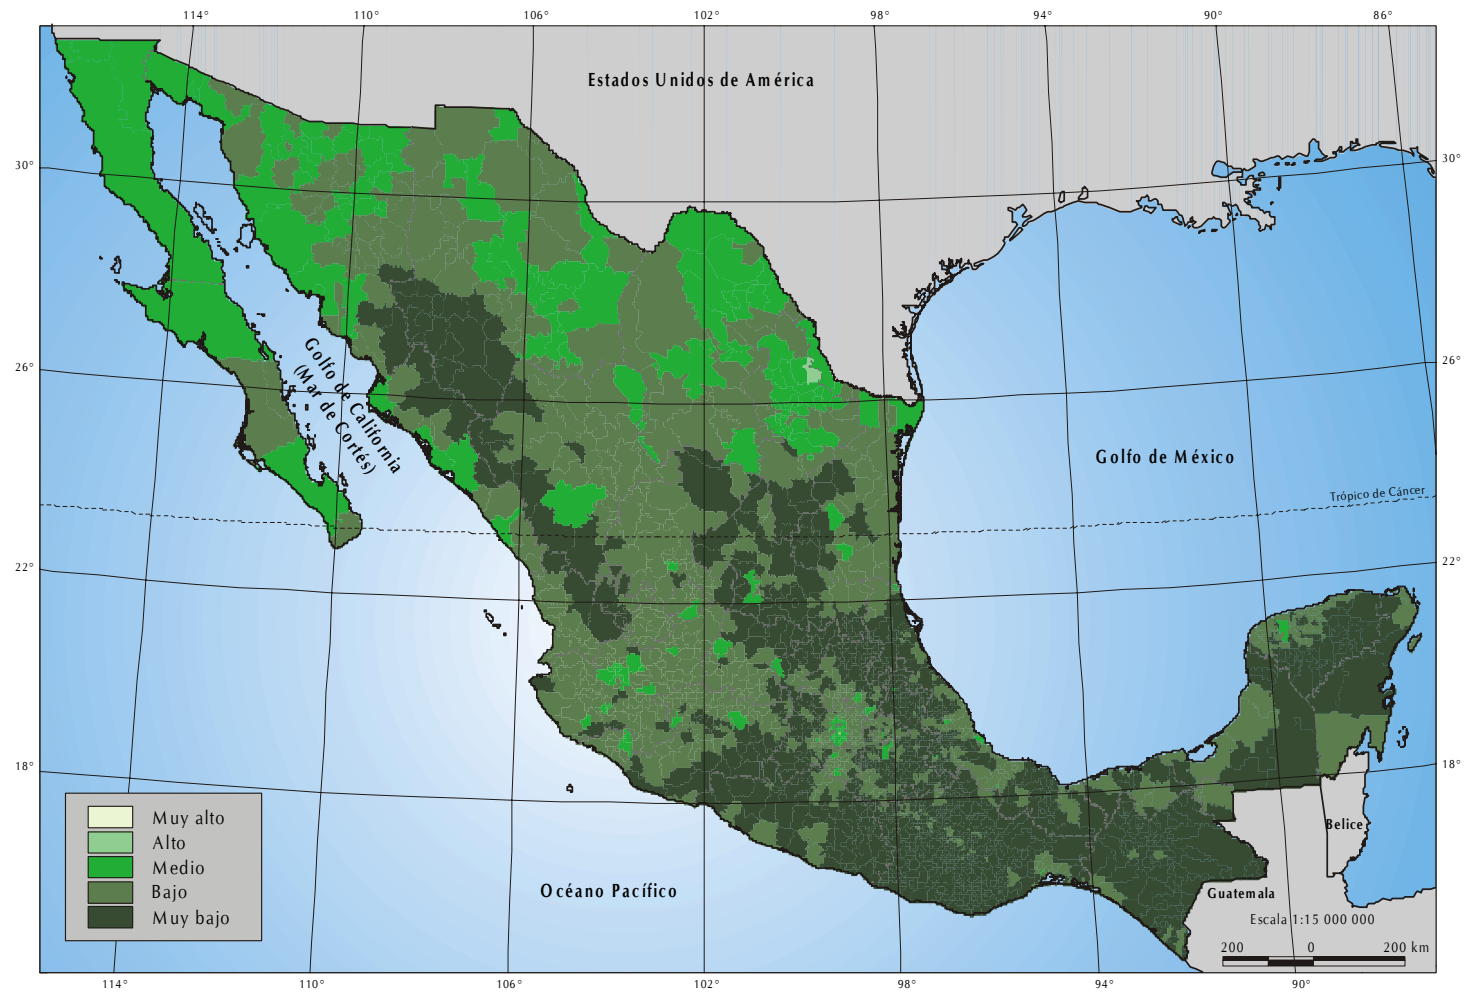 114° 110° 106° 102° 98° 94° 90° 86°
Estados Unidos de América
30° 30°
26° 26°
Golfo de California
(Mar de Cortés)
Golfo de México
Trópico de Cáncer
22° 22°
18° 18°
Muy alto
Alto
Medio
Bajo
Muy bajo
Belice
Océano Pacífico
Guatemala
Escala 1:15 000 000
200 0 200 km
114° 110° 106° 102° 98° 94° 90°